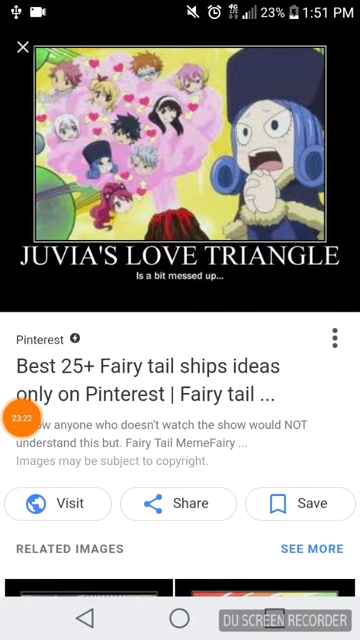 4G
23% 1:51 PM
JUVIA'S LOVE TRIANGLE
Is a bit messed up...
Pinterest
Best 25+ Fairy tail ships ideas
only on Pinterest | Fairy tail ...
23:22
anyone who doesn't watch the show would NOT
understand this but. Fairy Tail MemeFairy ...
Images may be subject to copyright.
Visit
Share
Save
RELATED IMAGES
SEE MORE
DU SCREEN RECORDER